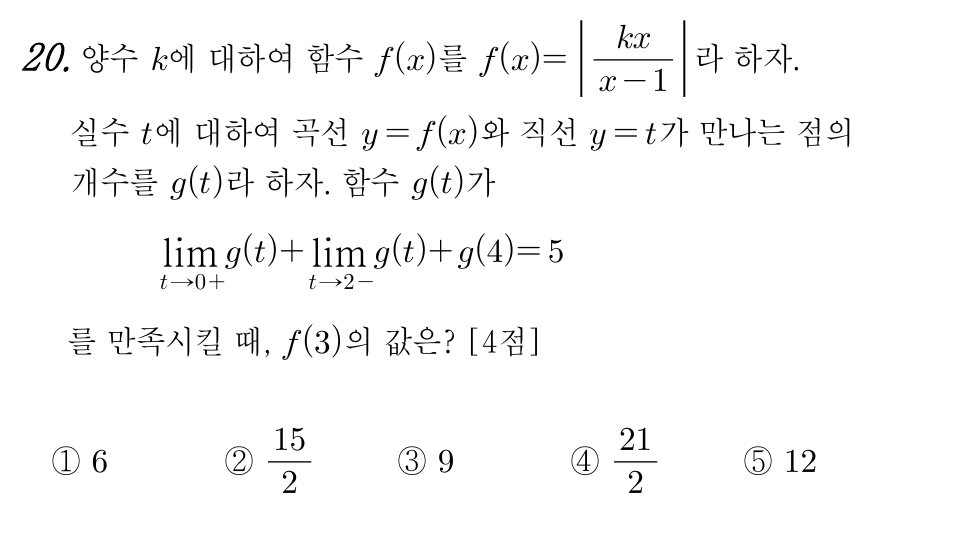 20. 양수 k에 대하여 함수 f(x)를 f(x)=|kx/(x-1)|라 하자.
실수 t에 대하여 곡선 y=f(x)와 직선 y=t가 만나는 점의
개수를 g(t)라 하자. 함수 g(t)가
lim_{t→0+} g(t)+lim_{t→2-} g(t)+g(4)=5
를 만족시킬 때, f(3)의 값은? [4점]
① 6 ② 15/2 ③ 9 ④ 21/2 ⑤ 12